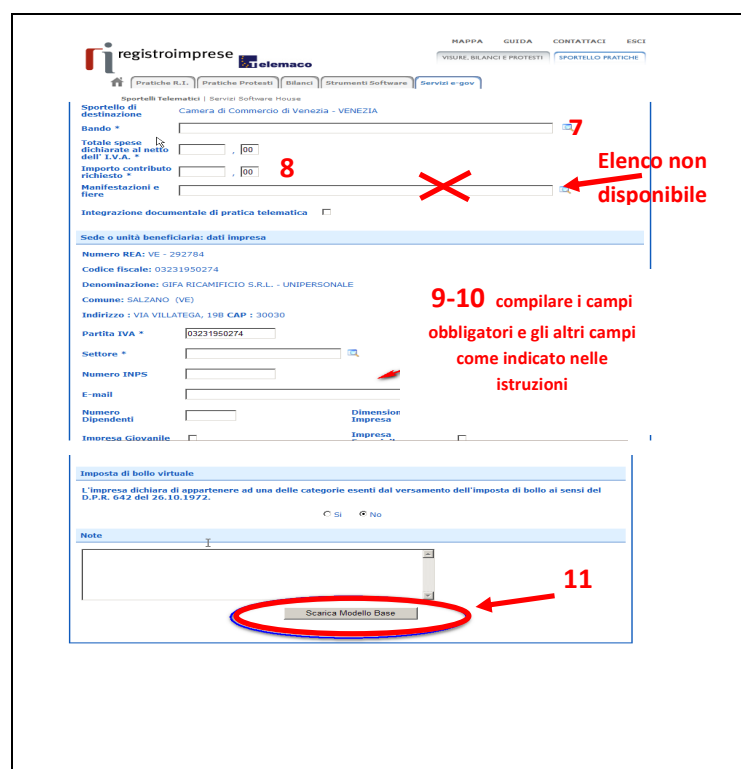 MAPPA GUIDA CONTATTACI ESCI
registroimprese
Telemaco
VISURE, BILANCI E PROTESTI SPORTELLO PRATICHE
Pratiche R.I. Pratiche Protesti Bilanci Strumenti Software Servizi e-gov
Sportelli Telematici | Servizi Software House
Sportello di destinazione Camera di Commercio di Venezia - VENEZIA
Bando *
7
Totale spese dichiarate al netto dell' I.V.A. * , 00
Importo contributo richiesto * , 00
8
Manifestazioni e fiere
Elenco non
disponibile
Integrazione documentale di pratica telematica
Sede o unità beneficiaria: dati impresa
Numero REA: VE - 292784
Codice fiscale: 03231950274
Denominazione: GIFA RICAMIFICIO S.R.L. - UNIPERSONALE
Comune: SALZANO (VE)
Indirizzo : VIA VILLATEGA, 198 CAP : 30030
9-10 compilare i campi
obbligatori e gli altri campi
come indicato nelle
istruzioni
Partita IVA * 03231950274
Settore *
Numero INPS
E-mail
Numero Dipendenti
Dimension
Impresa
Impresa Giovanile
Impresa
Imposta di bollo virtuale
L'impresa dichiara di appartenere ad una delle categorie esenti dal versamento dell'imposta di bollo ai sensi del
D.P.R. 642 del 26.10.1972.
Si No
Note
11
Scarica Modello Base